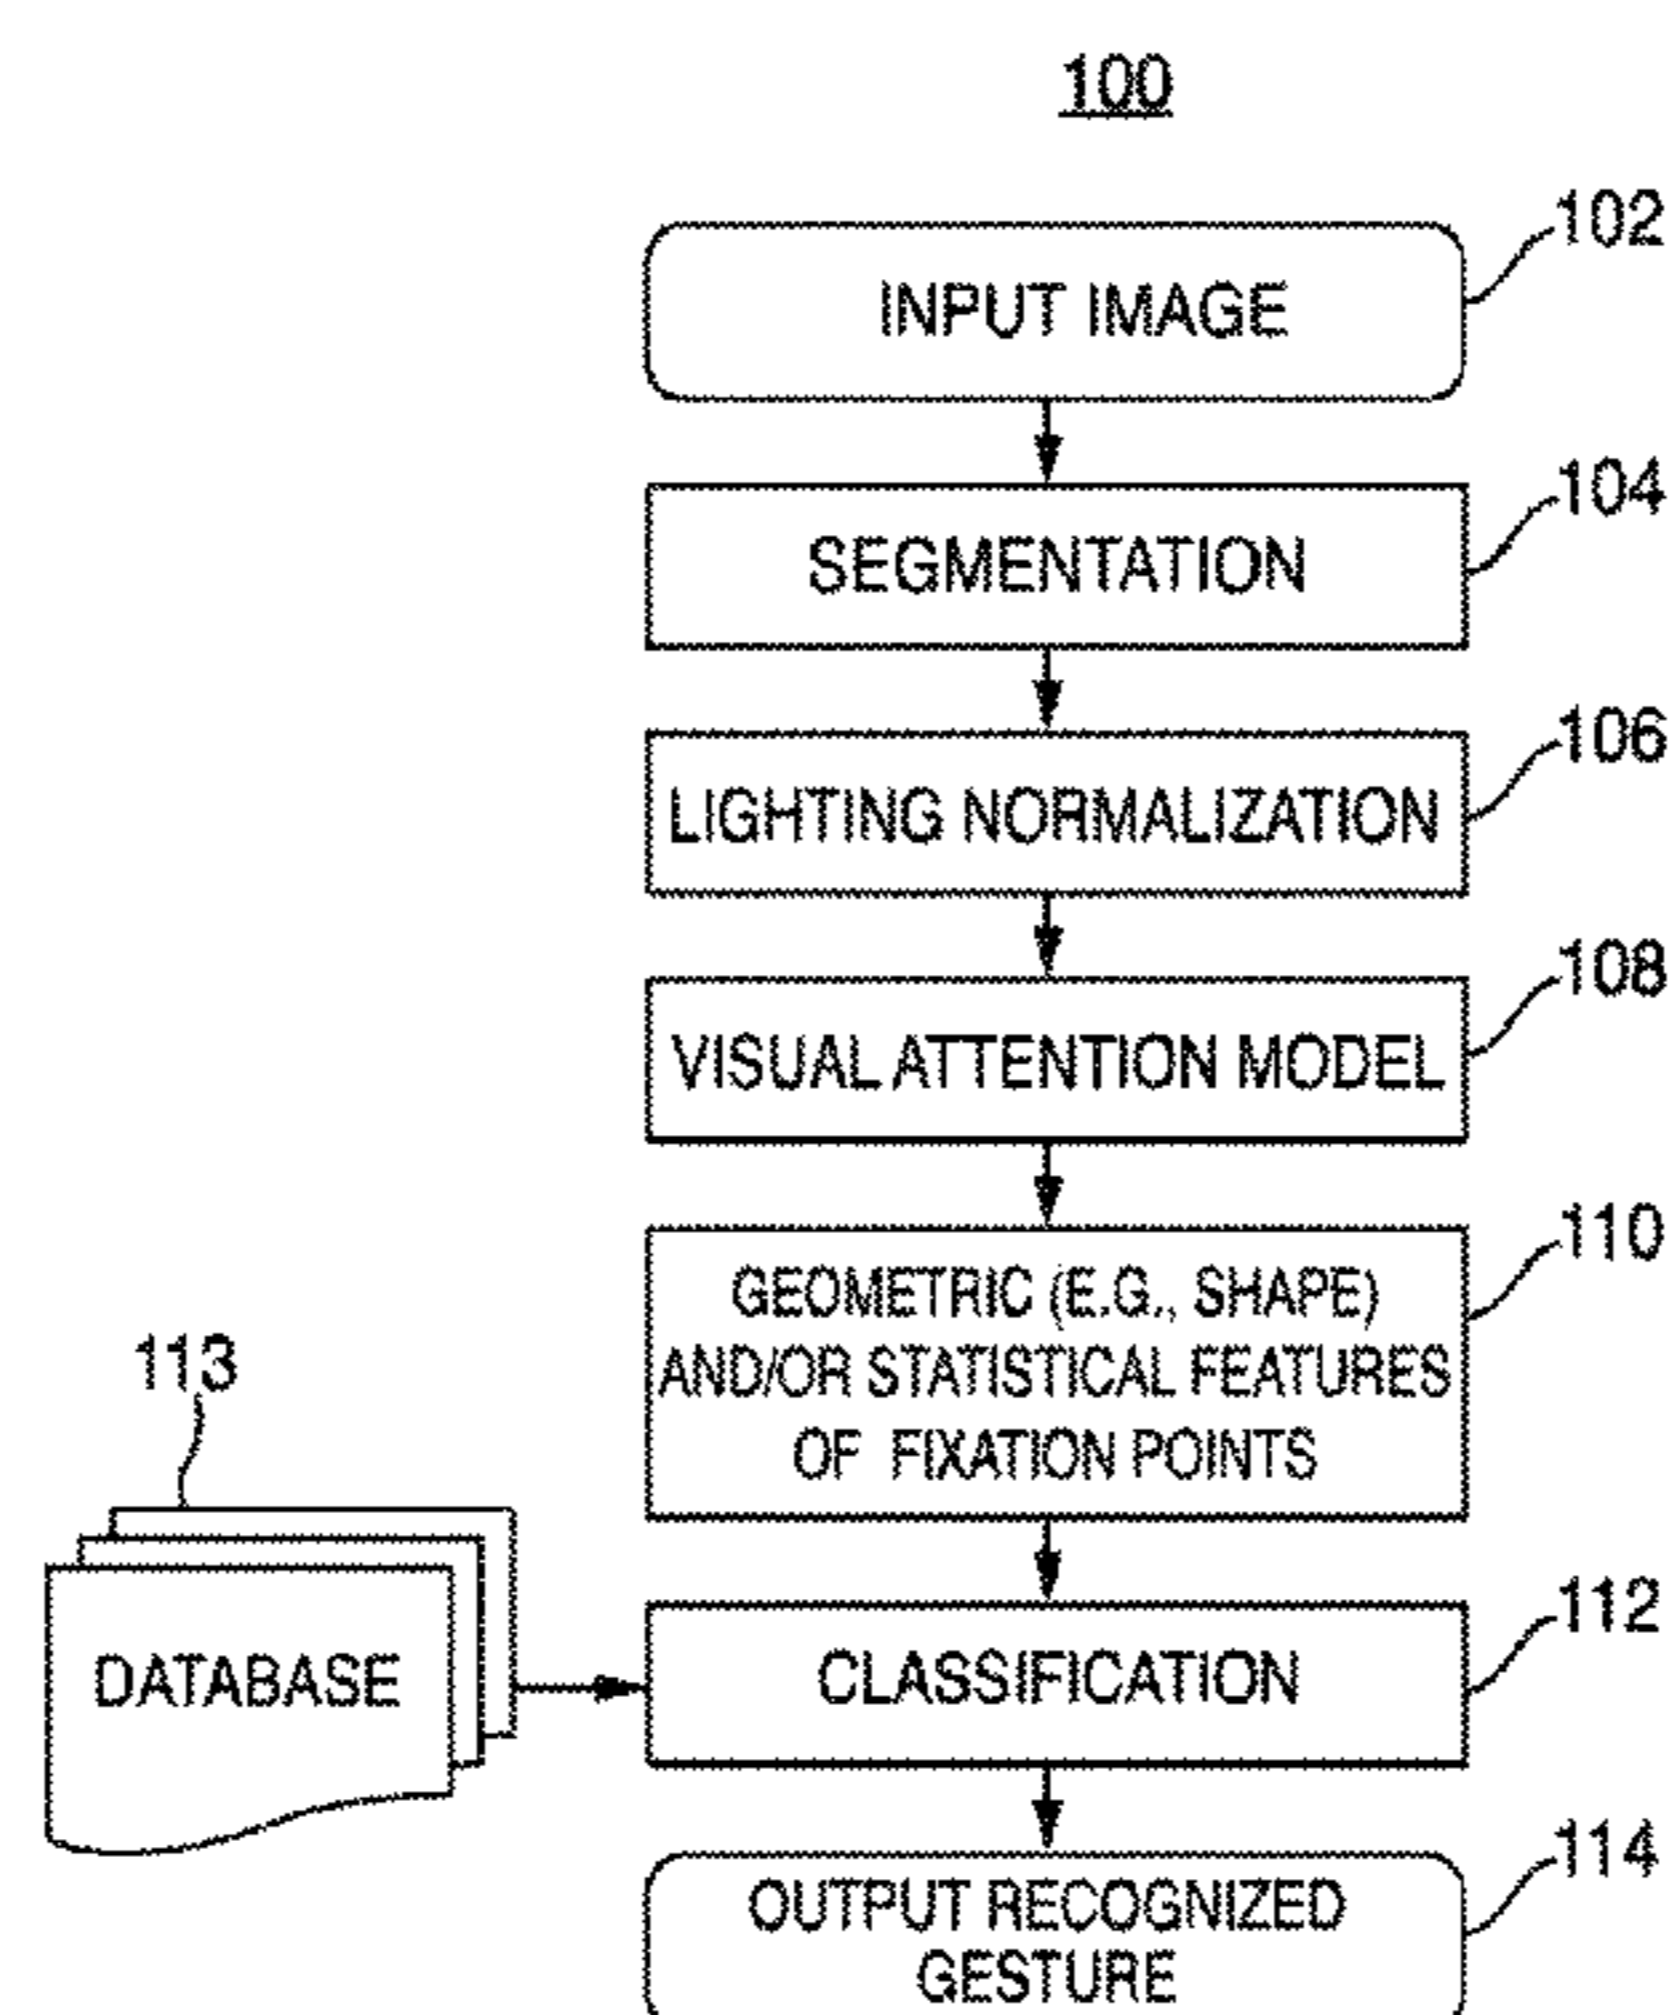 100
102
INPUT IMAGE
104
SEGMENTATION
106
LIGHTING NORMALIZATION
108
VISUAL ATTENTION MODEL
110
GEOMETRIC (E.G., SHAPE)
AND/OR STATISTICAL FEATURES
OF FIXATION POINTS
113
DATABASE
112
CLASSIFICATION
114
OUTPUT RECOGNIZED
GESTURE